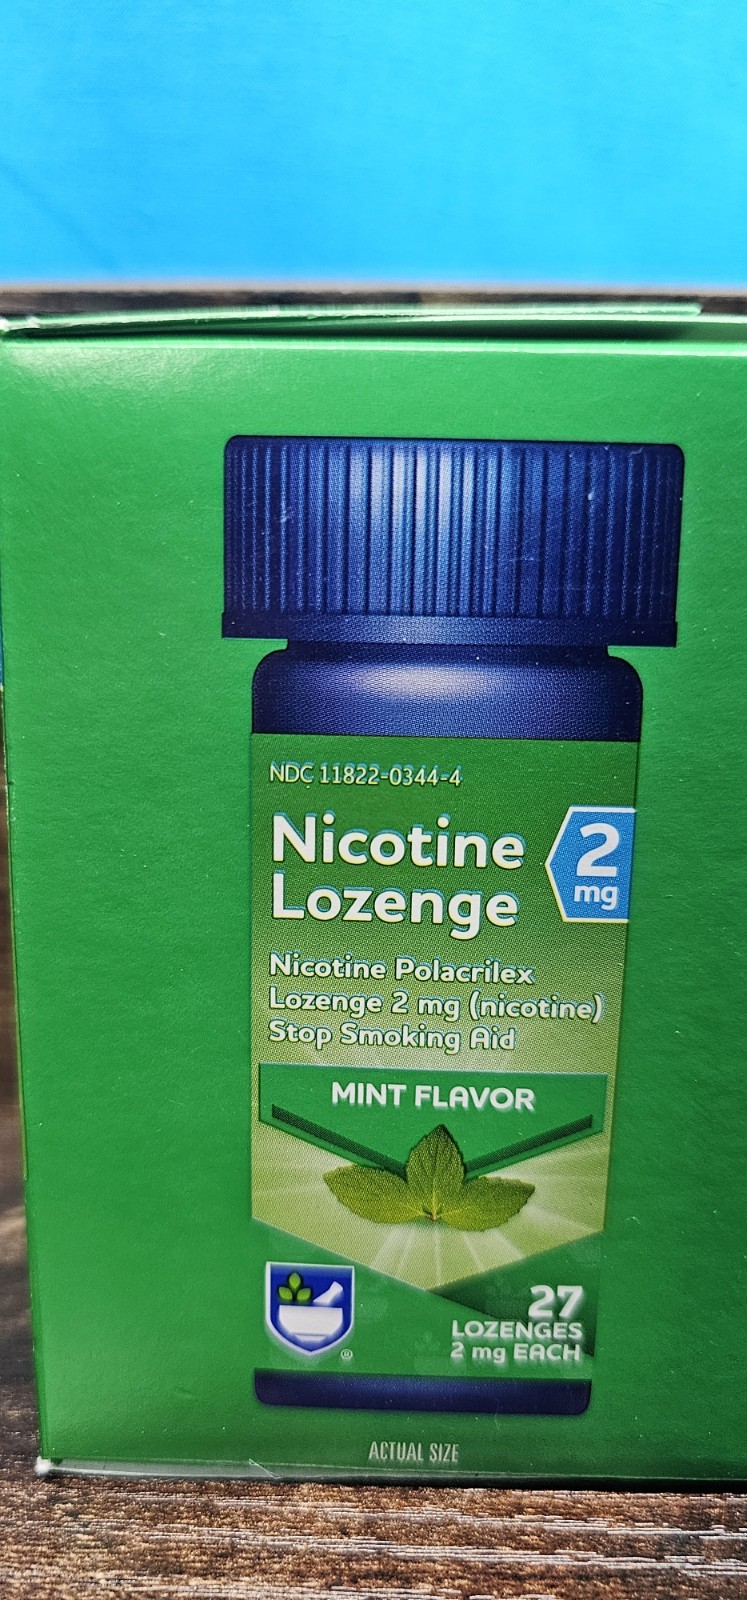 NDC 11822-0344-4
Nicotine
Lozenge
2
mg
Nicotine Polacrilex
Lozenge 2 mg (nicotine)
Stop Smoking Aid
MINT FLAVOR
27
LOZENGES
2 mg EACH
®
ACTUAL SIZE